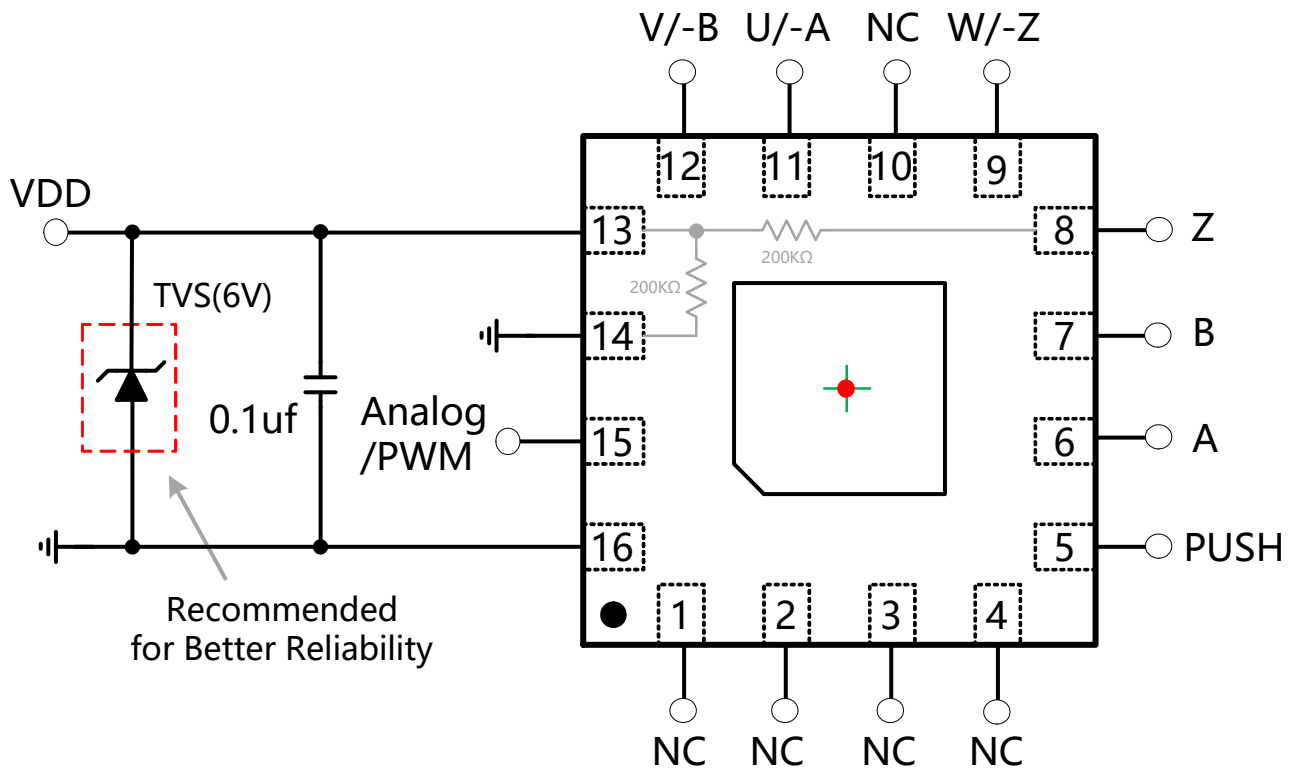 V/-B U/-A NC W/-Z
12 11 10 9
VDD
13
8 Z
200KΩ
200KΩ
TVS(6V)
14
7 B
0.1uf
Analog
/PWM
15
6 A
16
5 PUSH
Recommended
for Better Reliability
1 2 3 4
NC NC NC NC